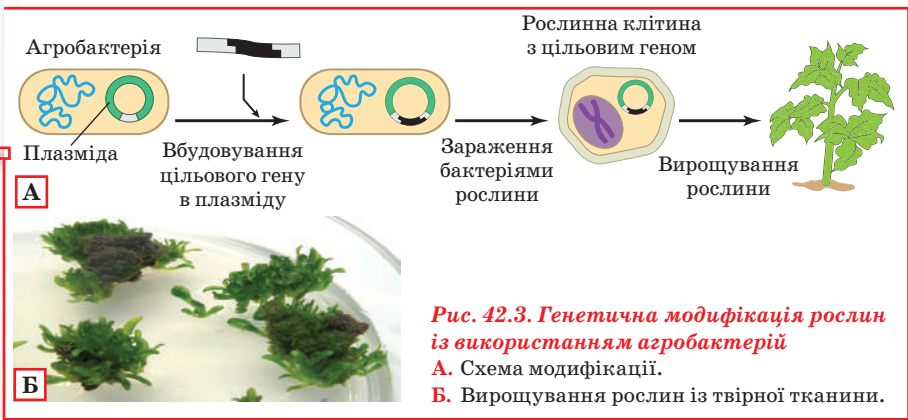 Агробактерія
Плазміда
Вбудовування
цільового гену
в плазміду
Зараження
бактеріями
рослини
Рослинна клітина
з цільовим геном
Вирощування
рослини
А
Б
Рис. 42.3. Генетична модифікація рослин
із використанням агробактерій
А. Схема модифікації.
Б. Вирощування рослин із твірної тканини.